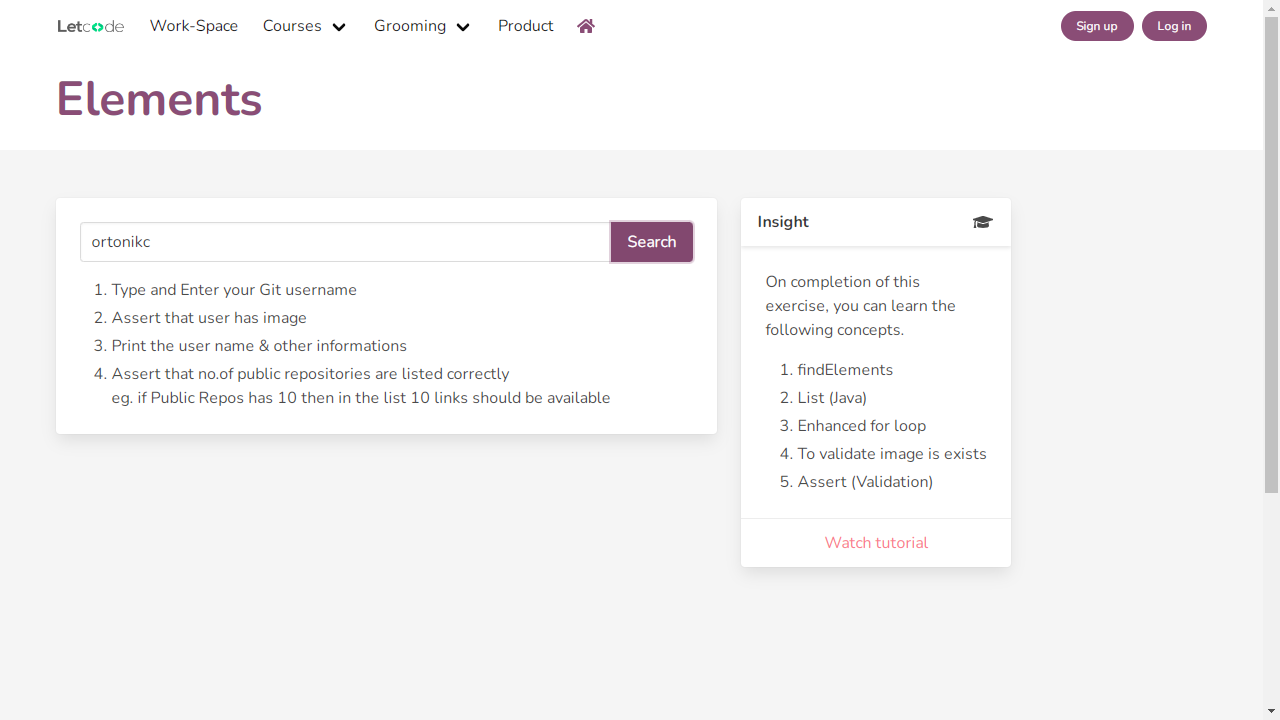 Letcode Work-Space Courses Grooming Product Sign up Log in
Elements
ortonikc Search
1. Type and Enter your Git username
2. Assert that user has image
3. Print the user name & other informations
4. Assert that no.of public repositories are listed correctly
eg. if Public Repos has 10 then in the list 10 links should be available
Insight
On completion of this
exercise, you can learn the
following concepts.
1. findElements
2. List (Java)
3. Enhanced for loop
4. To validate image is exists
5. Assert (Validation)
Watch tutorial